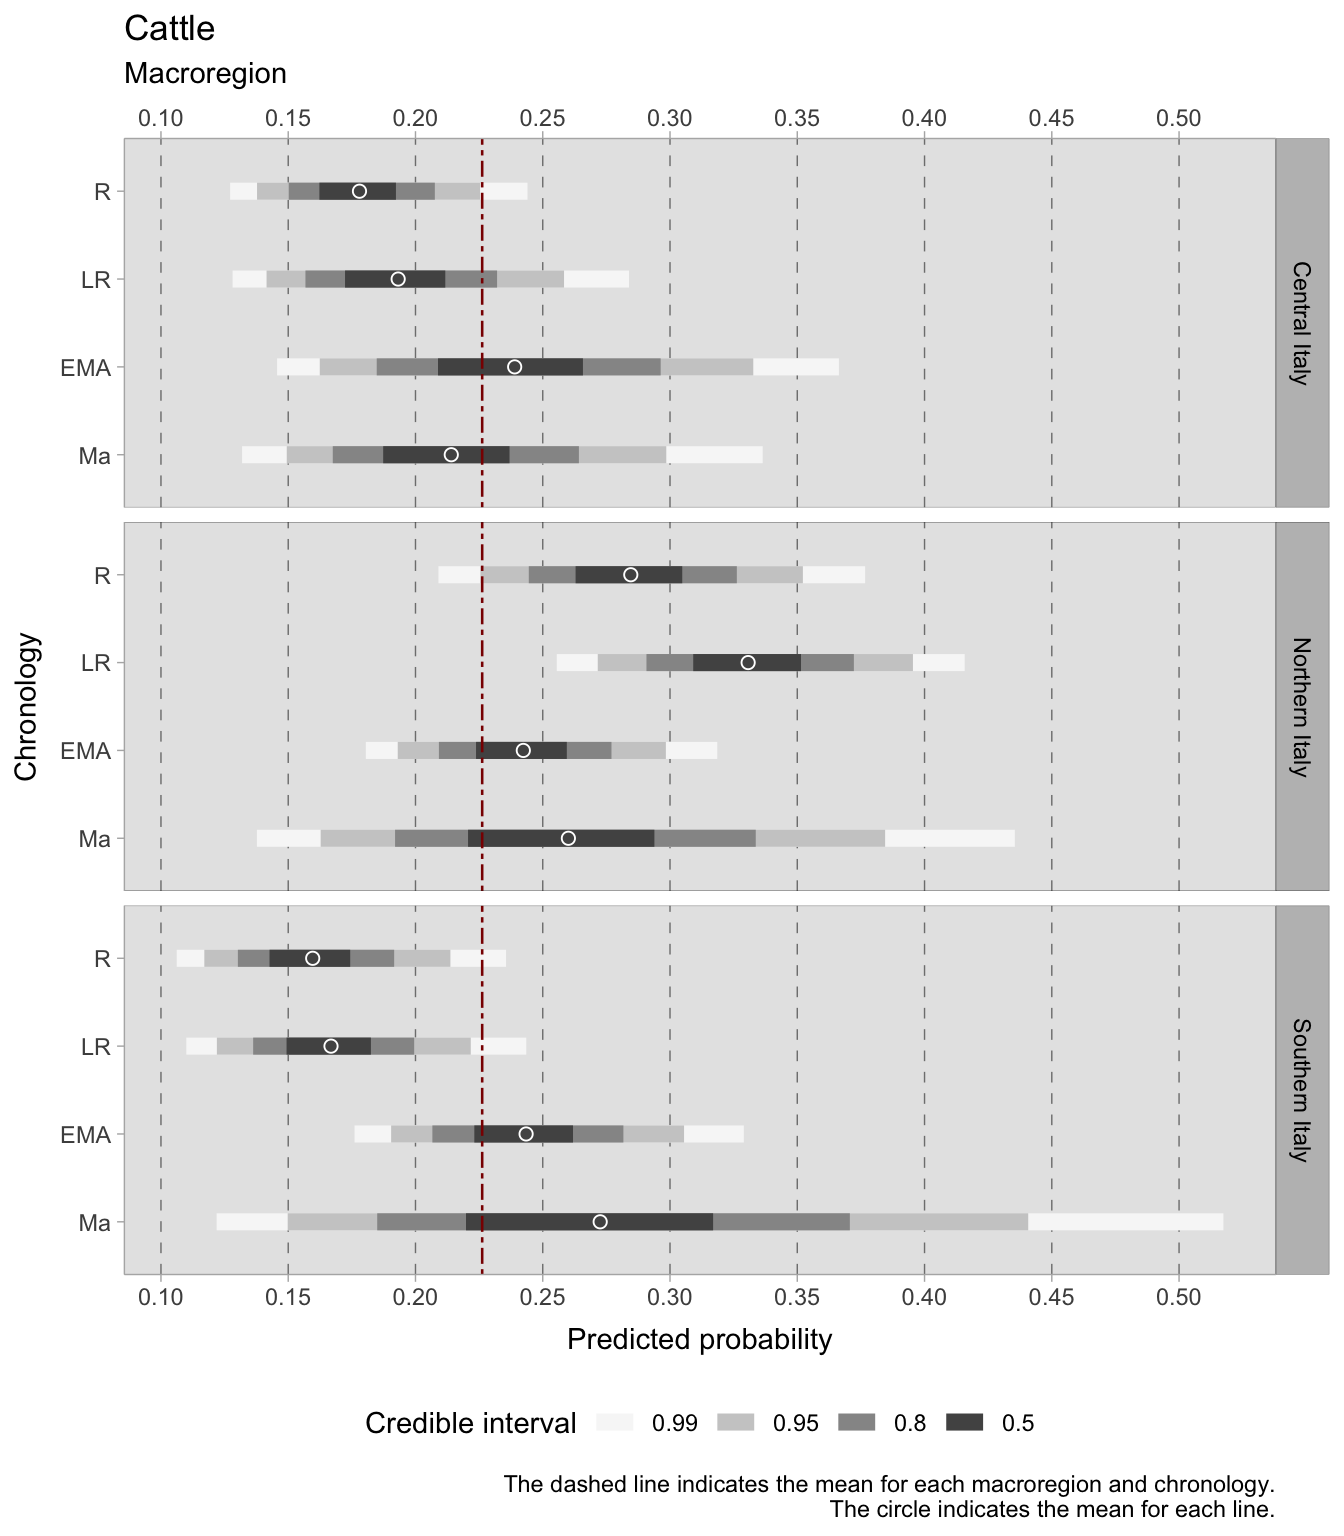 Cattle
Macroregion
0.10 0.15 0.20 0.25 0.30 0.35 0.40 0.45 0.50
R
LR
EMA
Ma
Central Italy
R
LR
EMA
Ma
Northern Italy
R
LR
EMA
Ma
Southern Italy
Chronology
0.10 0.15 0.20 0.25 0.30 0.35 0.40 0.45 0.50
Predicted probability
Credible interval 0.99 0.95 0.8 0.5
The dashed line indicates the mean for each macroregion and chronology.
The circle indicates the mean for each line.